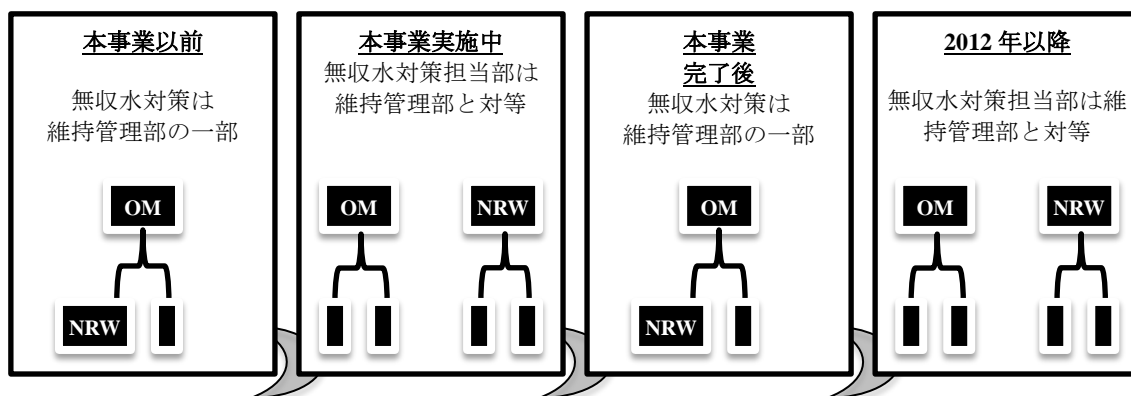 本事業以前
無収水対策は
維持管理部の一部
OM
NRW
本事業実施中
無収水対策担当部は
維持管理部と対等
OM
NRW
本事業
完了後
無収水対策は
維持管理部の一部
OM
NRW
2012 年以降
無収水対策担当部は維
持管理部と対等
OM
NRW